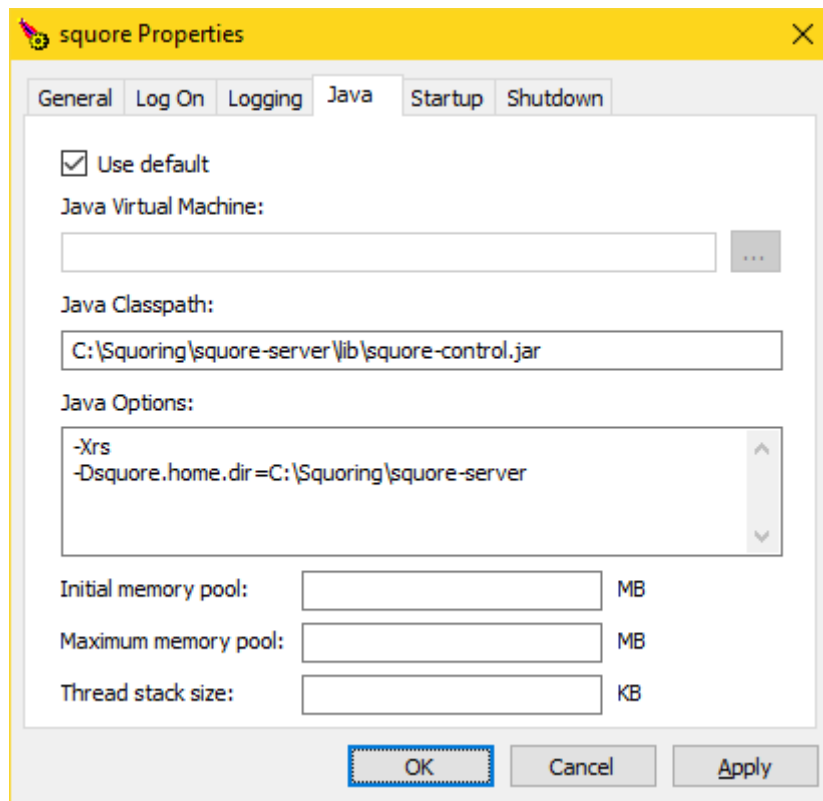 squore Properties
General Log On Logging Java Startup Shutdown
Use default
Java Virtual Machine:
...
Java Classpath:
C:\Squoring\squore-server\lib\squore-control.jar
Java Options:
-Xrs
-Dsquore.home.dir=C:\Squoring\squore-server
Initial memory pool: MB
Maximum memory pool: MB
Thread stack size: KB
OK Cancel Apply